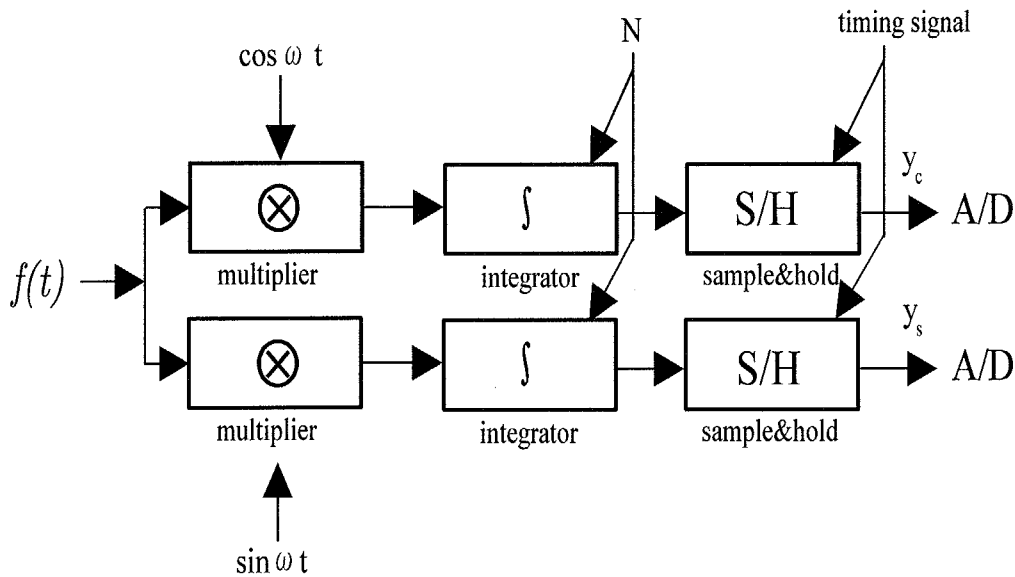 N
timing signal
cos ω t
y_c
⊗
∫
S/H
A/D
multiplier
integrator
sample&hold
f(t)
y_s
⊗
∫
S/H
A/D
multiplier
integrator
sample&hold
sin ω t